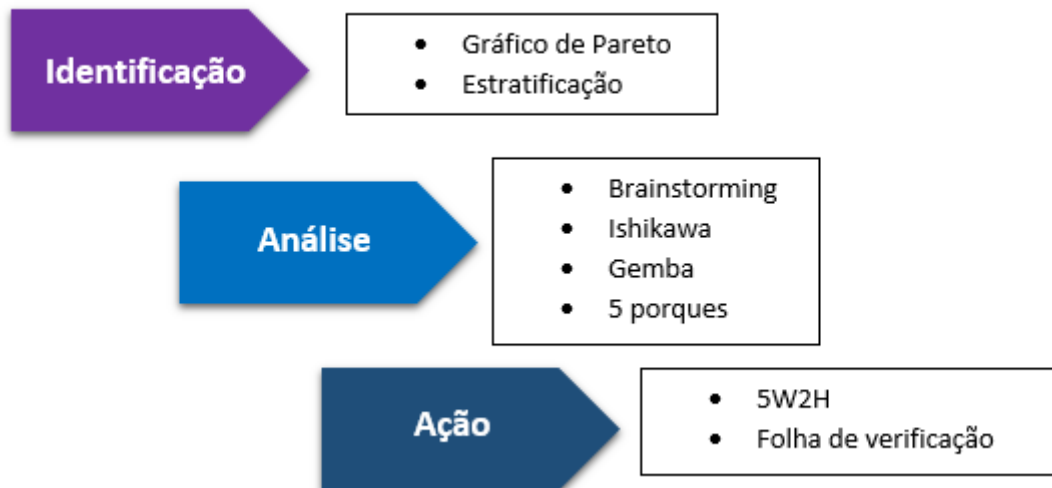 Identificação
• Gráfico de Pareto
• Estratificação
Análise
• Brainstorming
• Ishikawa
• Gemba
• 5 porques
Ação
• 5W2H
• Folha de verificação